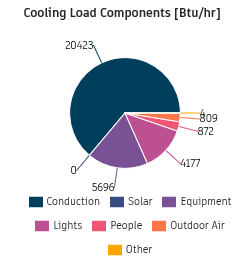 Cooling Load Components [Btu/hr]
20423
4
809
872
4177
0
5696
Conduction Solar Equipment
Lights People Outdoor Air
Other